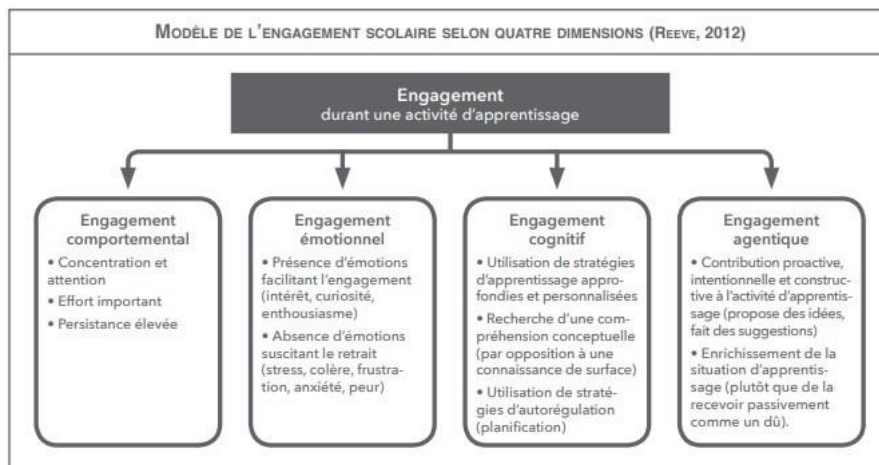 MODÈLE DE L'ENGAGEMENT SCOLAIRE SELON QUATRE DIMENSIONS (REEVE, 2012)
Engagement
durant une activité d'apprentissage
Engagement
comportemental
• Concentration et
attention
• Effort important
• Persistance élevée
Engagement
émotionnel
• Présence d'émotions
facilitant l'engagement
(intérêt, curiosité,
enthousiasme)
• Absence d'émotions
suscitant le retrait
(stress, colère, frustra-
tion, anxiété, peur)
Engagement
cognitif
• Utilisation de stratégies
d'apprentissage appro-
fondies et personnalisées
• Recherche d'une com-
préhension conceptuelle
(par opposition à une
connaissance de surface)
• Utilisation de straté-
gies d'autorégulation
(planification)
Engagement
agentique
• Contribution proactive,
intentionnelle et construc-
tive à l'activité d'apprentis-
sage (propose des idées,
fait des suggestions)
• Enrichissement de la
situation d'apprentis-
sage (plutôt que de la
recevoir passivement
comme un dû).